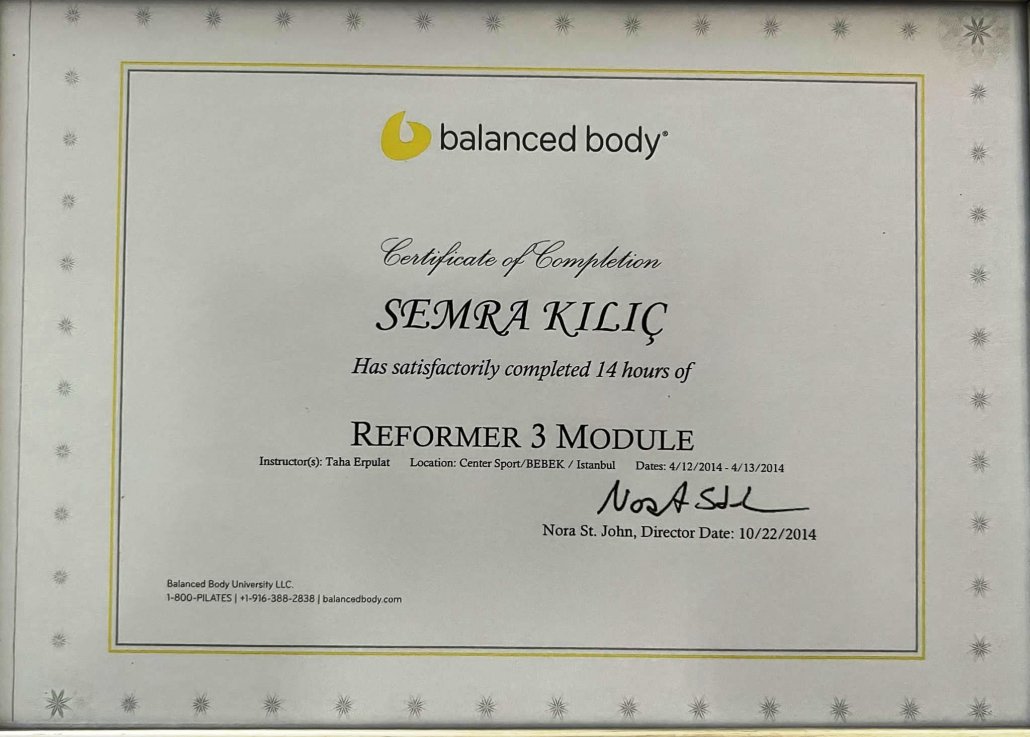 balanced body®
Certificate of Completion
SEMRA KILIÇ
Has satisfactorily completed 14 hours of
REFORMER 3 MODULE
Instructor(s): Taha Erpulat Location: Center Sport/BEBEK / Istanbul Dates: 4/12/2014 - 4/13/2014
Nora St. John, Director Date: 10/22/2014
Balanced Body University LLC.
1-800-PILATES | +1-916-388-2838 | balancedbody.com